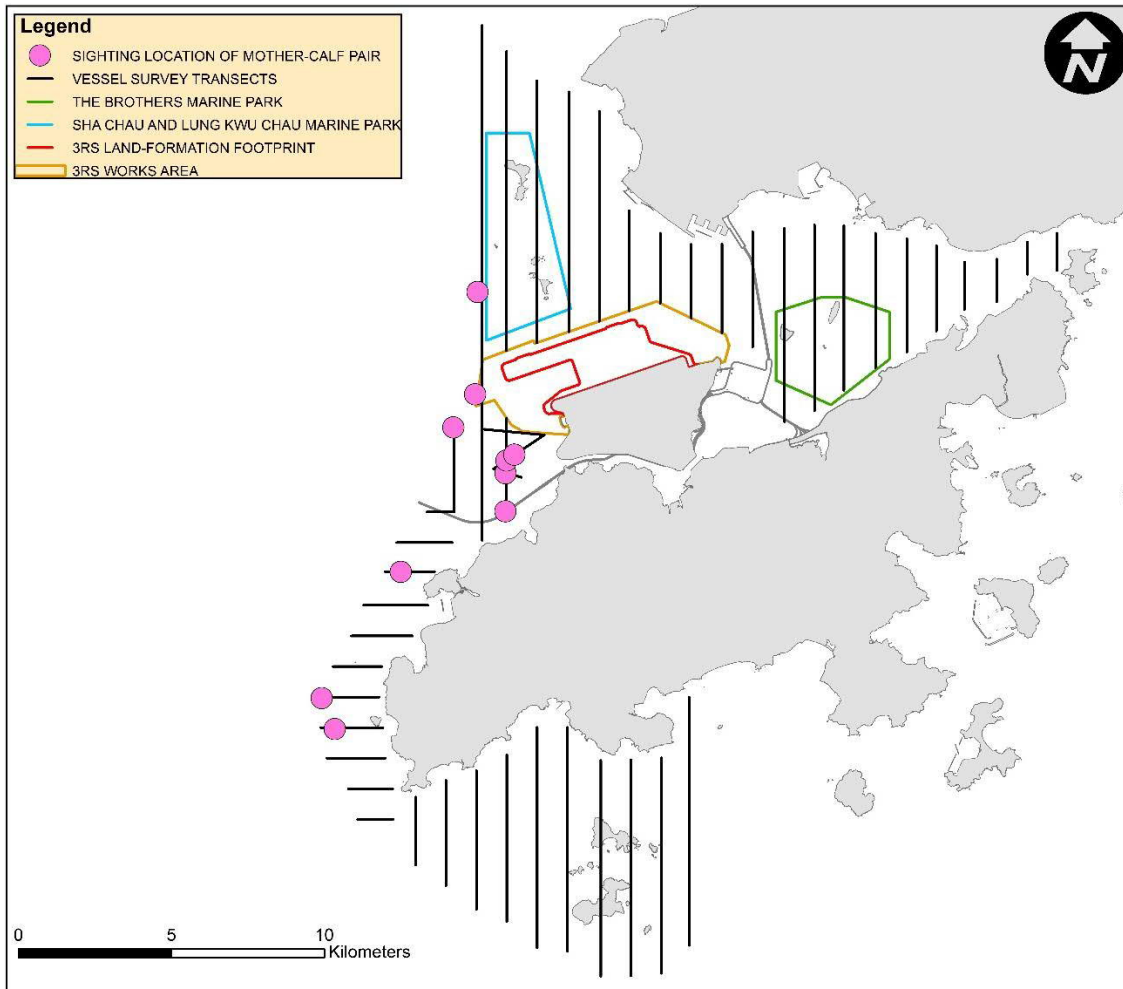 Legend
SIGHTING LOCATION OF MOTHER-CALF PAIR
VESSEL SURVEY TRANSECTS
THE BROTHERS MARINE PARK
SHA CHAU AND LUNG KWU CHAU MARINE PARK
3RS LAND-FORMATION FOOTPRINT
3RS WORKS AREA
N
0 5 10
Kilometers